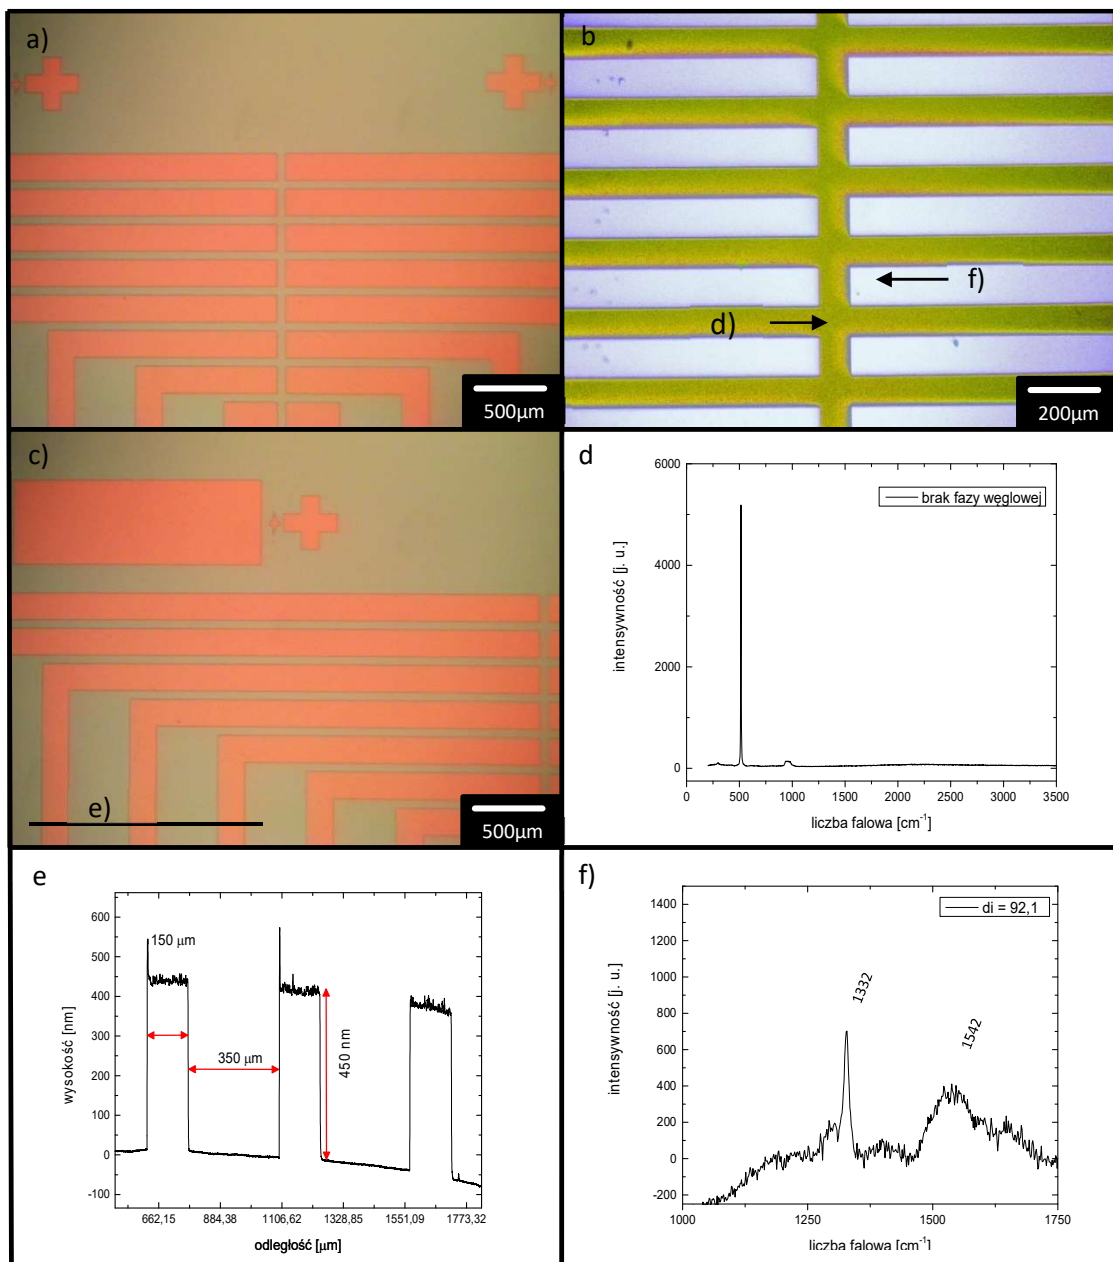 a)
500µm
b
f)
d)
200µm
c)
e)
500µm
d
6000
4000
2000
0
0 500 1000 1500 2000 2500 3000 3500
brak fazy węglowej
intensywność [j. u.]
liczba falowa [cm⁻¹]
e
600
500
400
300
200
100
0
-100
150 µm
350 µm
450 nm
wysokość [nm]
662,15 884,38 1106,62 1328,85 1551,09 1773,32
odległość [µm]
f)
1400
1200
1000
800
600
400
200
0
-200
di = 92,1
1332
1542
intensywność [j. u.]
1000 1250 1500 1750
liczba falowa [cm⁻¹]